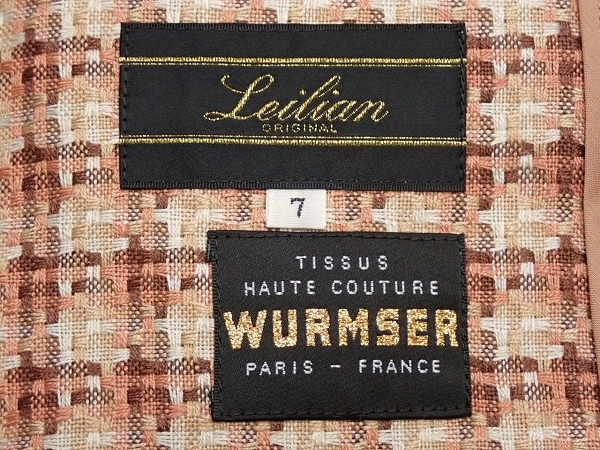 Leilian
ORIGINAL
7
TISSUS
HAUTE COUTURE
WURMSER
PARIS - FRANCE